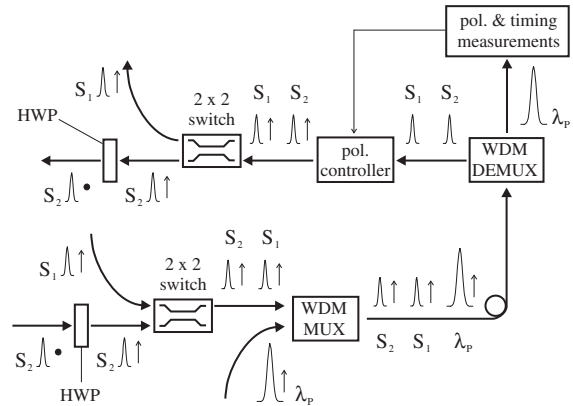 pol. & timing
measurements
S₁
2 x 2
switch
S₁ S₂
S₁ S₂
λₚ
HWP
pol.
controller
WDM
DEMUX
S₂
S₂
S₁
2 x 2
switch
S₂ S₁
WDM
MUX
S₂ S₁ λₚ
S₂
S₂
HWP
λₚ